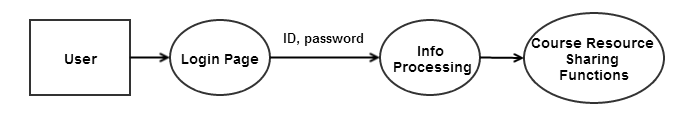 User
Login Page
ID, password
Info
Processing
Course Resource
Sharing
Functions